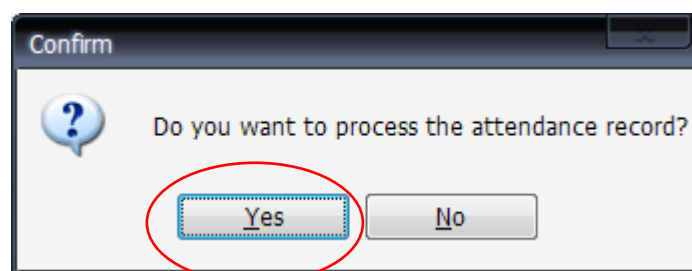 Confirm
Do you want to process the attendance record?
Yes No